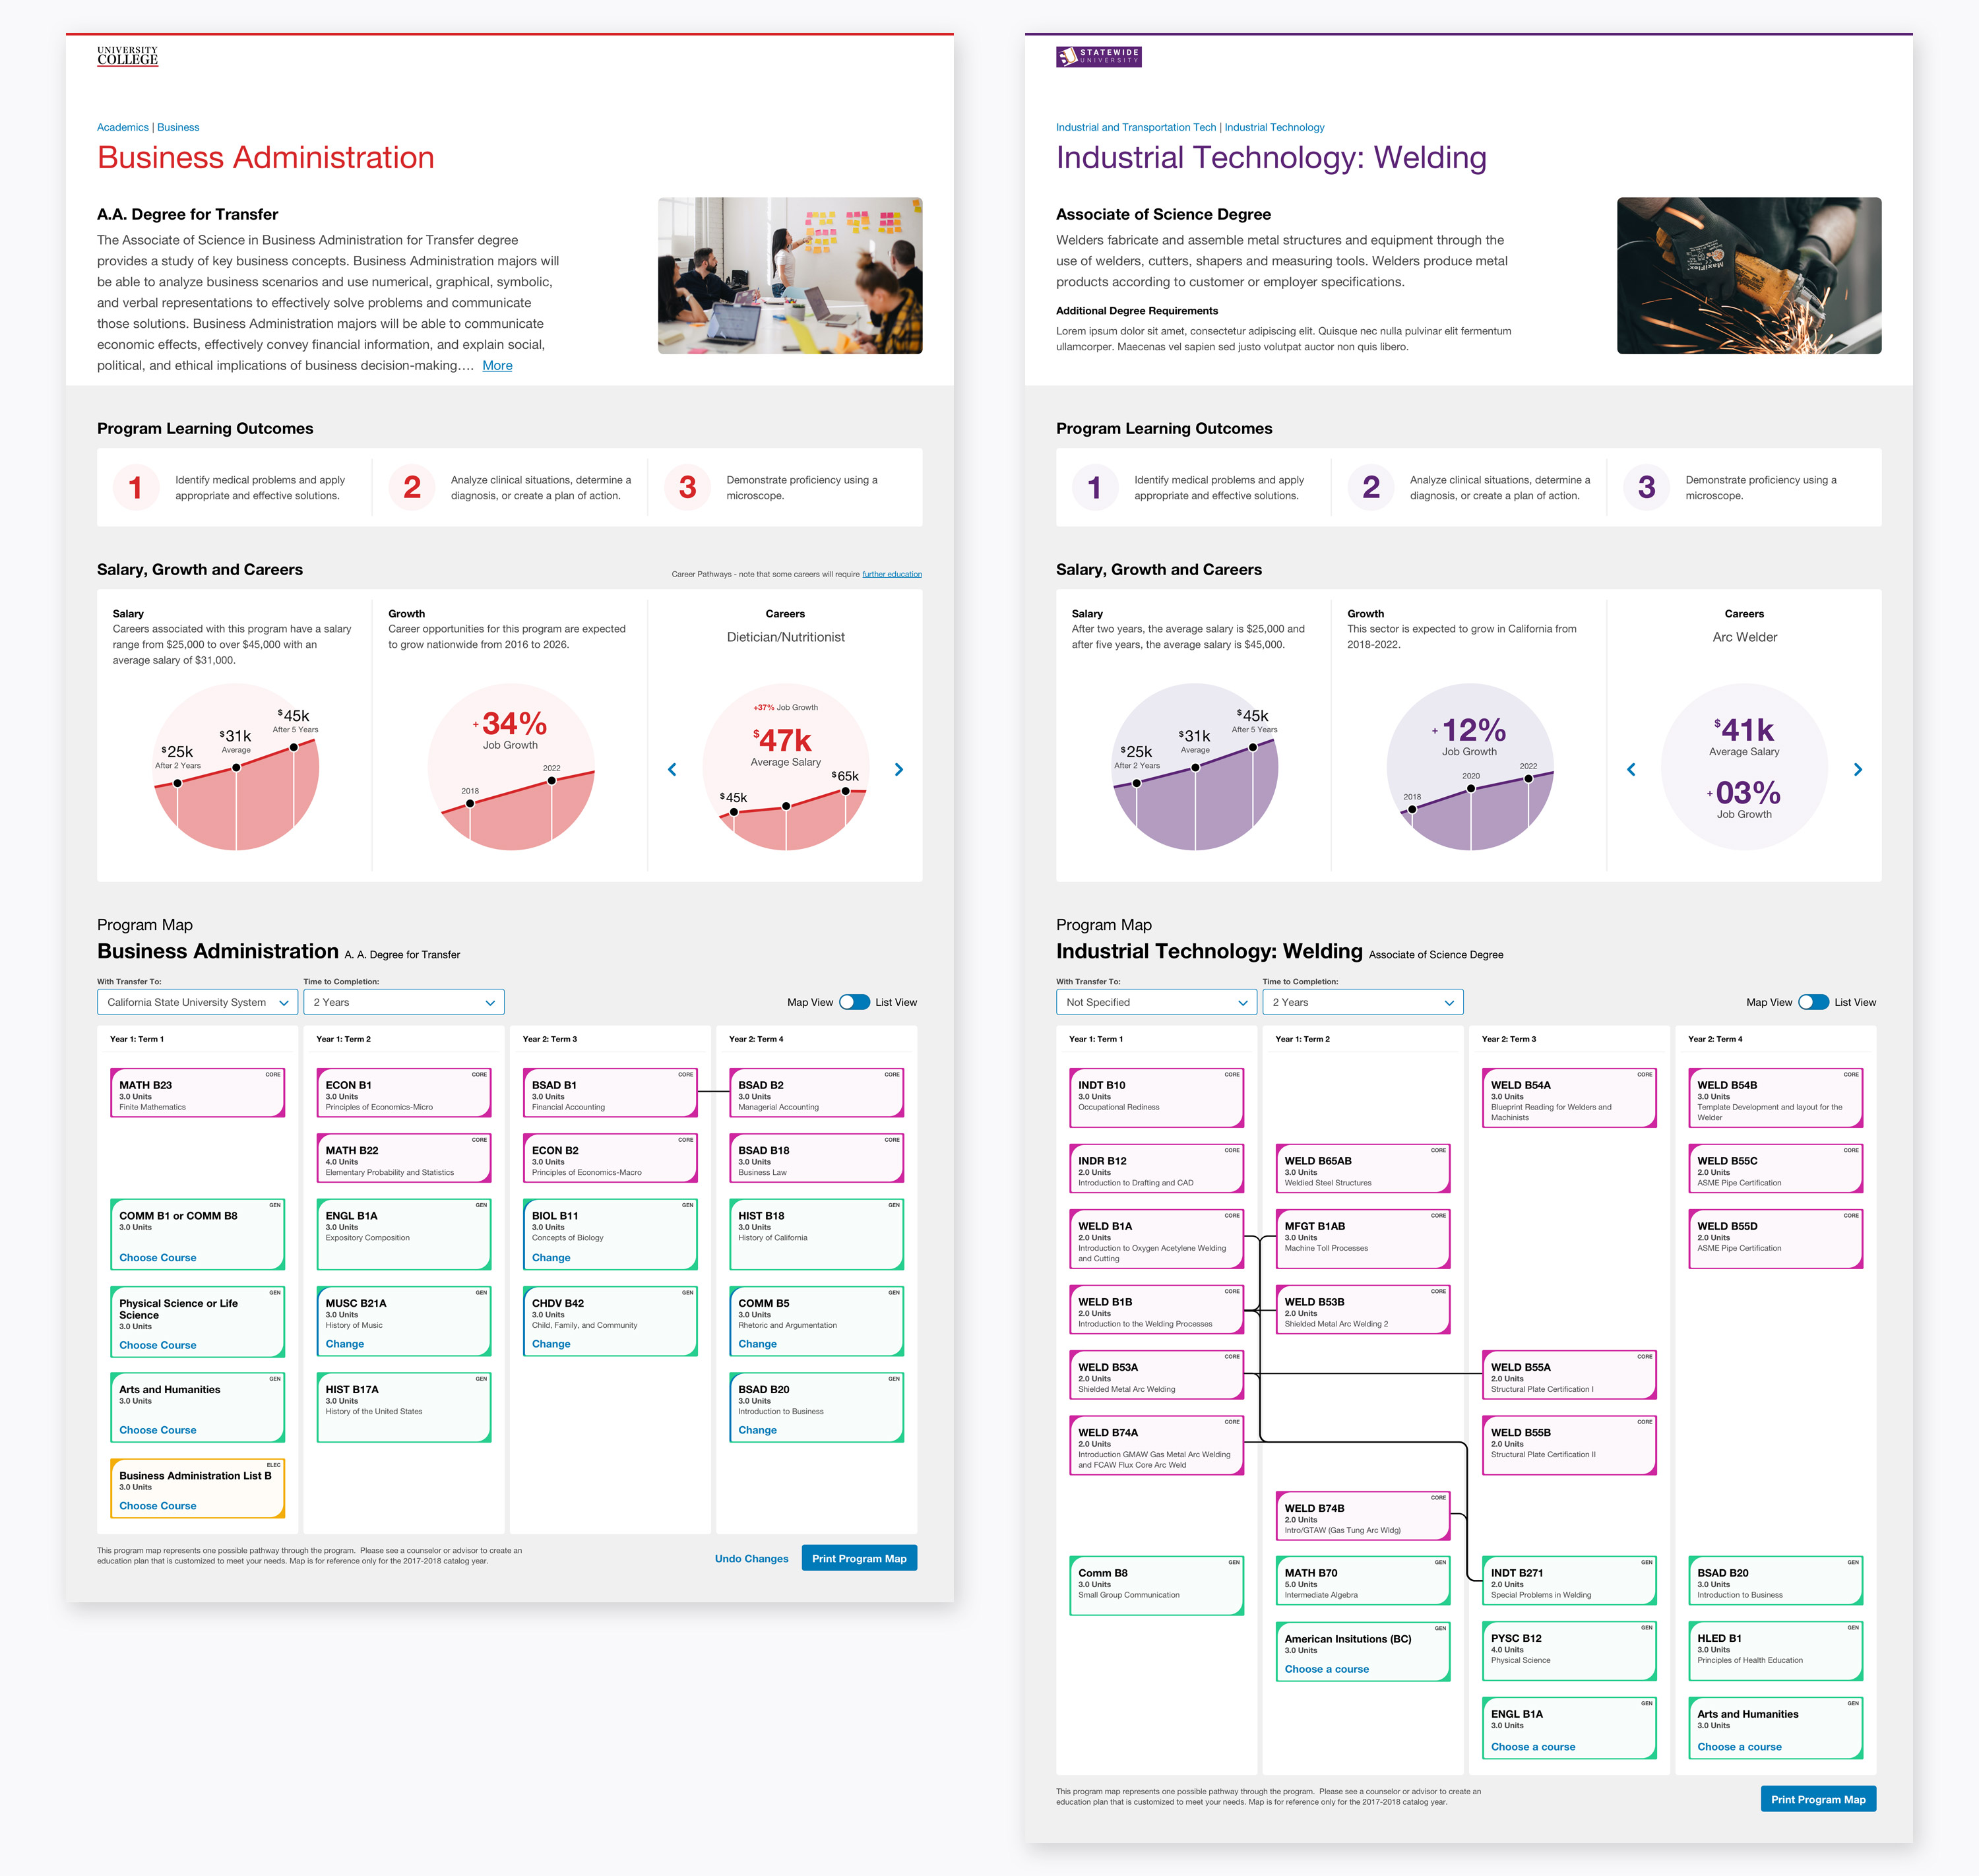 UNIVERSITY
COLLEGE
Academics | Business
Business Administration
A.A. Degree for Transfer
The Associate of Science in Business Administration for Transfer degree
provides a study of key business concepts. Business Administration majors will
be able to analyze business scenarios and use numerical, graphical, symbolic,
and verbal representations to effectively solve problems and communicate
those solutions. Business Administration majors will be able to communicate
economic effects, effectively convey financial information, and explain social,
political, and ethical implications of business decision-making…. More
Program Learning Outcomes
1
Identify medical problems and apply
appropriate and effective solutions.
2
Analyze clinical situations, determine a
diagnosis, or create a plan of action.
3
Demonstrate proficiency using a
microscope.
Salary, Growth and Careers
Career Pathways - note that some careers will require further education
Salary
Careers associated with this program have a salary
range from $25,000 to over $45,000 with an
average salary of $31,000.
$25k
After 2 Years
$31k
Average
$45k
After 5 Years
Growth
Career opportunities for this program are expected
to grow nationwide from 2016 to 2026.
+34%
Job Growth
2018
2022
Careers
Dietician/Nutritionist
+37% Job Growth
$47k
Average Salary
$45k
$65k
Program Map
Business Administration A. A. Degree for Transfer
With Transfer To:
California State University System
Time to Completion:
2 Years
Map View
List View
Year 1: Term 1
MATH B23
CORE
3.0 Units
Finite Mathematics
COMM B1 or COMM B8
GEN
3.0 Units
Choose Course
Physical Science or Life
Science
GEN
3.0 Units
Choose Course
Arts and Humanities
GEN
3.0 Units
Choose Course
Business Administration List B
ELEC
3.0 Units
Choose Course
Year 1: Term 2
ECON B1
CORE
3.0 Units
Principles of Economics-Micro
MATH B22
CORE
4.0 Units
Elementary Probability and Statistics
ENGL B1A
GEN
3.0 Units
Expository Composition
MUSC B21A
GEN
3.0 Units
History of Music
Change
HIST B17A
GEN
3.0 Units
History of the United States
Year 2: Term 3
BSAD B1
CORE
3.0 Units
Financial Accounting
ECON B2
CORE
3.0 Units
Principles of Economics-Macro
BIOL B11
GEN
3.0 Units
Concepts of Biology
Change
CHDV B42
GEN
3.0 Units
Child, Family, and Community
Change
Year 2: Term 4
BSAD B2
CORE
3.0 Units
Managerial Accounting
BSAD B18
CORE
3.0 Units
Business Law
HIST B18
GEN
3.0 Units
History of California
COMM B5
GEN
3.0 Units
Rhetoric and Argumentation
Change
BSAD B20
GEN
3.0 Units
Introduction to Business
Change
This program map represents one possible pathway through the program. Please see a counselor or advisor to create an
education plan that is customized to meet your needs. Map is for reference only for the 2017-2018 catalog year.
Undo Changes
Print Program Map
STATEWIDE
UNIVERSITY
Industrial and Transportation Tech | Industrial Technology
Industrial Technology: Welding
Associate of Science Degree
Welders fabricate and assemble metal structures and equipment through the
use of welders, cutters, shapers and measuring tools. Welders produce metal
products according to customer or employer specifications.
Additional Degree Requirements
Lorem ipsum dolor sit amet, consectetur adipiscing elit. Quisque nec nulla pulvinar elit fermentum
ullamcorper. Maecenas vel sapien sed justo volutpat auctor non quis libero.
MaxiFlex
Program Learning Outcomes
1
Identify medical problems and apply
appropriate and effective solutions.
2
Analyze clinical situations, determine a
diagnosis, or create a plan of action.
3
Demonstrate proficiency using a
microscope.
Salary, Growth and Careers
Salary
After two years, the average salary is $25,000 and
after five years, the average salary is $45,000.
$25k
After 2 Years
$31k
Average
$45k
After 5 Years
Growth
This sector is expected to grow in California from
2018-2022.
+12%
Job Growth
2018
2020
2022
Careers
Arc Welder
$41k
Average Salary
+03%
Job Growth
Program Map
Industrial Technology: Welding Associate of Science Degree
With Transfer To:
Not Specified
Time to Completion:
2 Years
Map View
List View
Year 1: Term 1
INDT B10
CORE
3.0 Units
Occupational Rediness
INDR B12
CORE
2.0 Units
Introduction to Drafting and CAD
WELD B1A
CORE
2.0 Units
Introduction to Oxygen Acetylene Welding
and Cutting
WELD B1B
CORE
2.0 Units
Introduction to the Welding Processes
WELD B53A
CORE
2.0 Units
Shielded Metal Arc Welding
WELD B74A
CORE
2.0 Units
Introduction GMAW Gas Metal Arc Welding
and FCAW Flux Core Arc Weld
Comm B8
GEN
3.0 Units
Small Group Communication
Year 1: Term 2
WELD B65AB
CORE
3.0 Units
Weldied Steel Structures
MFGT B1AB
CORE
3.0 Units
Machine Toll Processes
WELD B53B
CORE
2.0 Units
Shielded Metal Arc Welding 2
WELD B74B
CORE
2.0 Units
Intro/GTAW (Gas Tung Arc Wldg)
MATH B70
GEN
5.0 Units
Intermediate Algebra
American Insitutions (BC)
GEN
3.0 Units
Choose a course
Year 2: Term 3
WELD B54A
CORE
3.0 Units
Blueprint Reading for Welders and
Machinists
WELD B55A
CORE
2.0 Units
Structural Plate Certification I
WELD B55B
CORE
2.0 Units
Structural Plate Certification II
INDT B271
GEN
2.0 Units
Special Problems in Welding
PYSC B12
GEN
4.0 Units
Physical Science
ENGL B1A
GEN
3.0 Units
Choose a course
Year 2: Term 4
WELD B54B
CORE
3.0 Units
Template Development and layout for the
Welder
WELD B55C
CORE
2.0 Units
ASME Pipe Certification
WELD B55D
CORE
2.0 Units
ASME Pipe Certification
BSAD B20
GEN
3.0 Units
Introduction to Business
HLED B1
GEN
3.0 Units
Principles of Health Education
Arts and Humanities
GEN
3.0 Units
Choose a course
This program map represents one possible pathway through the program. Please see a counselor or advisor to create an
education plan that is customized to meet your needs. Map is for reference only for the 2017-2018 catalog year.
Print Program Map